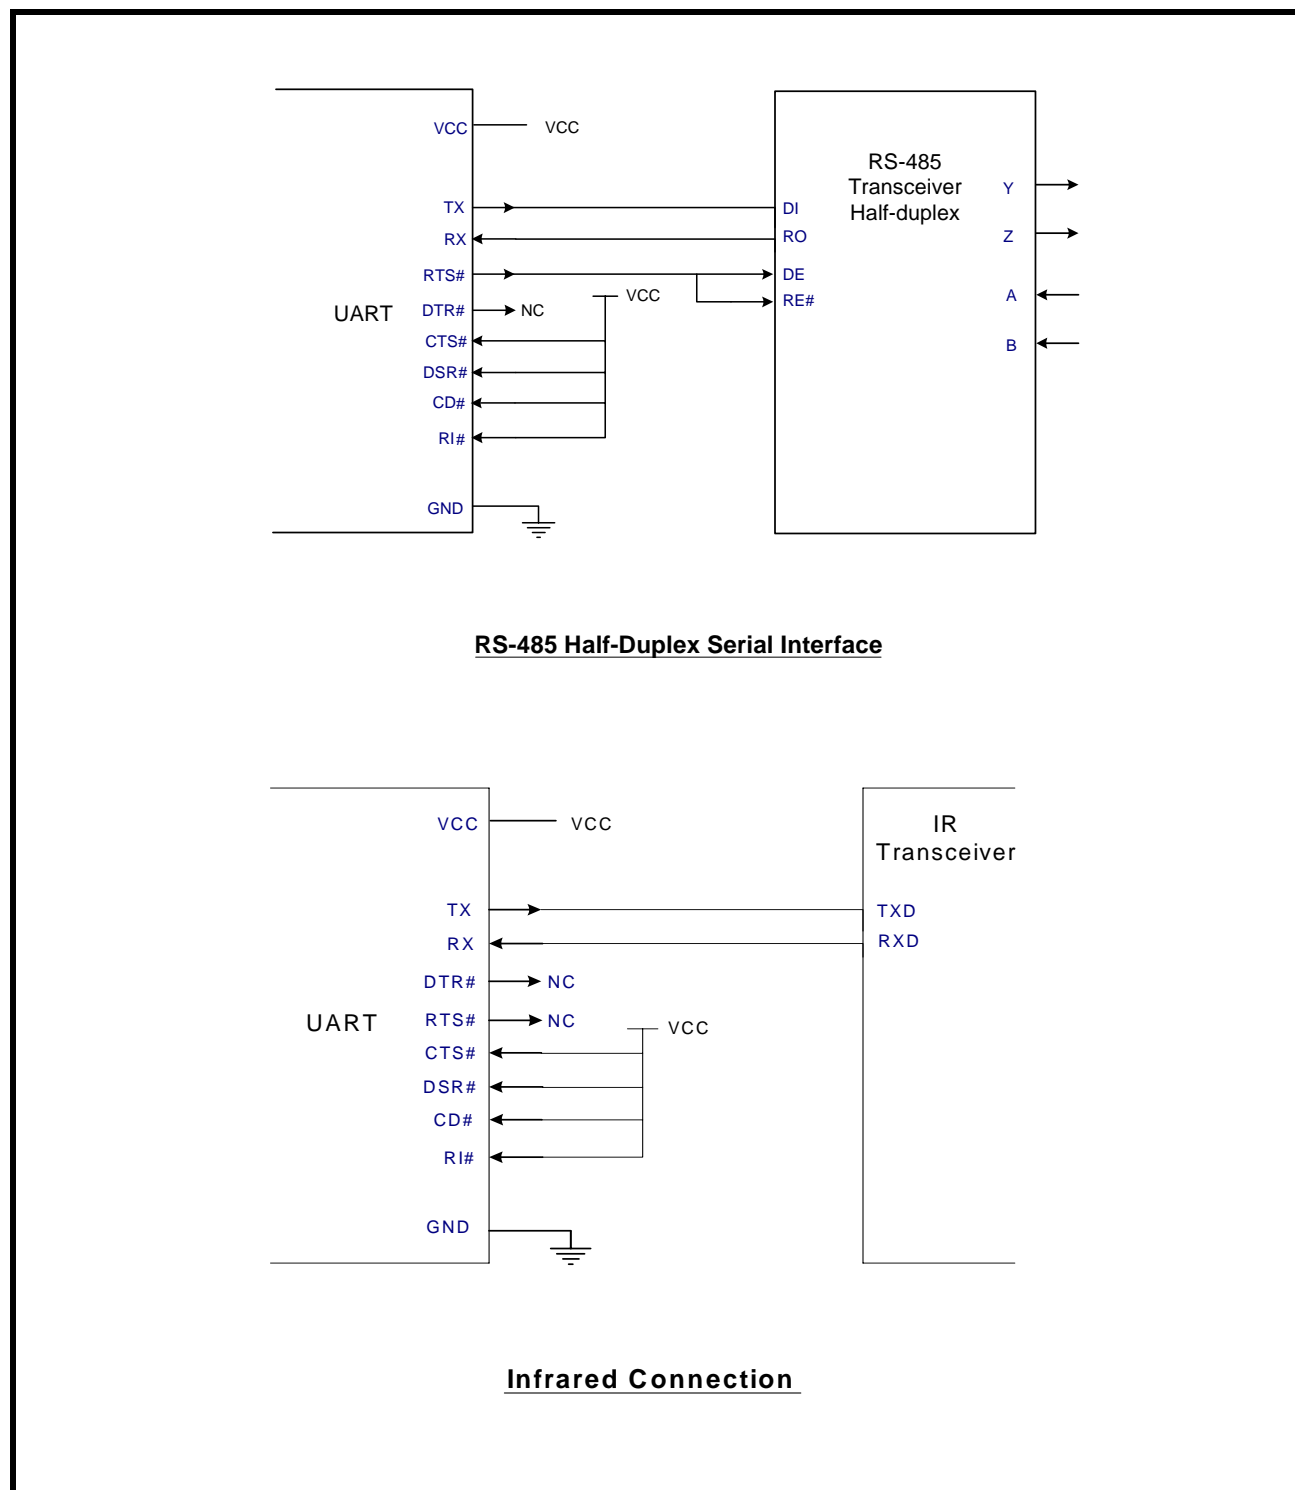 VCC VCC
RS-485
Transceiver
Half-duplex
Y
TX DI
RX RO Z
RTS# DE
VCC RE# A
UART DTR# NC
CTS# B
DSR#
CD#
RI#
GND
RS-485 Half-Duplex Serial Interface
VCC VCC
IR
Transceiver
TX TXD
RX RXD
DTR# NC
UART RTS# NC
VCC
CTS#
DSR#
CD#
RI#
GND
Infrared Connection